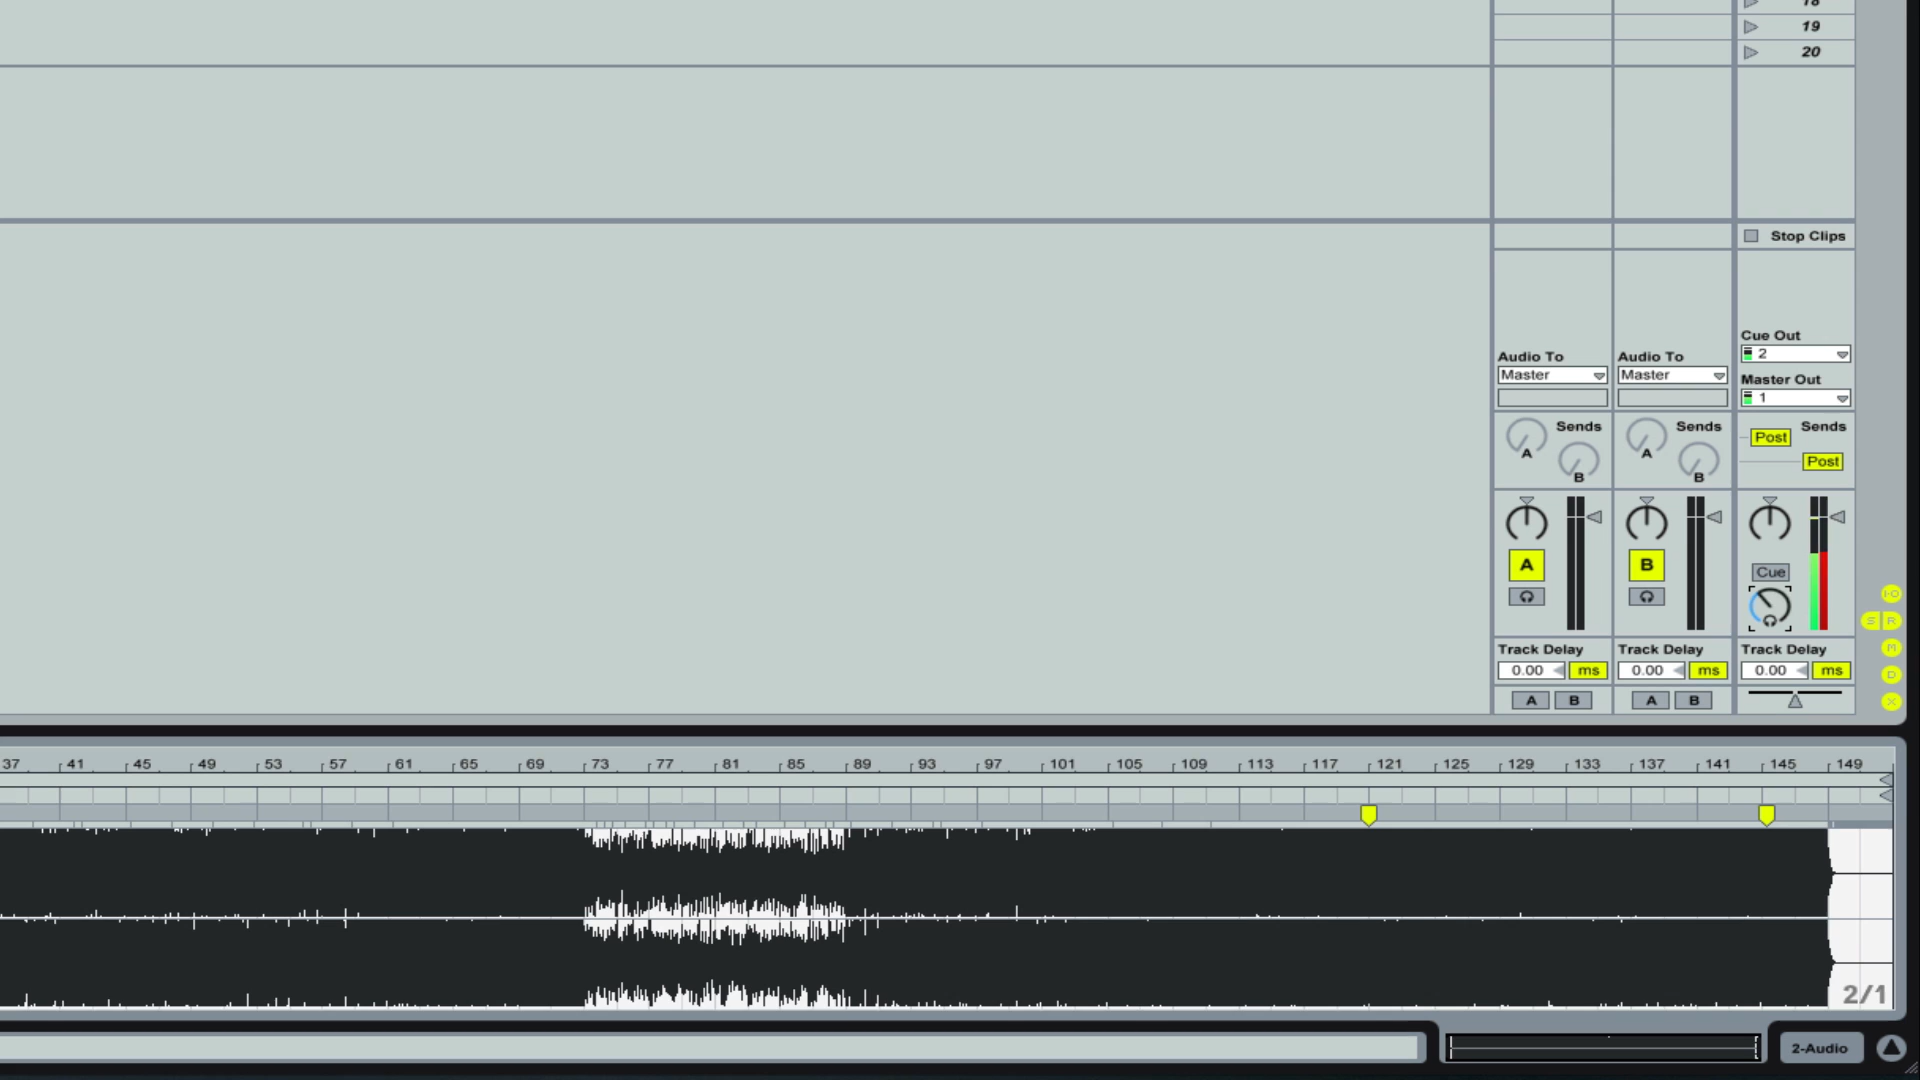 18
19
20
Stop Clips
Cue Out
2
Audio To
Audio To
Master
Master
Master Out
1
Sends
Sends
Sends
A
A
Post
Post
B
B
A
B
Cue
I·O
S R
M
D
X
Track Delay
Track Delay
Track Delay
0.00 ms
0.00 ms
0.00 ms
A B
A B
37 41 45 49 53 57 61 65 69 73 77 81 85 89 93 97 101 105 109 113 117 121 125 129 133 137 141 145 149
2/1
2-Audio